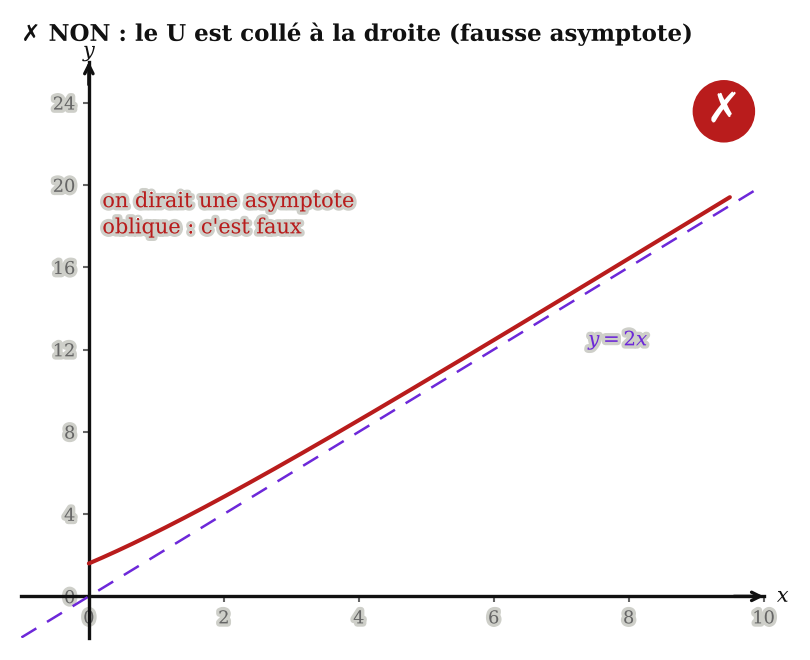 ✗ NON : le U est collé à la droite (fausse asymptote)
y
24
✗
20
on dirait une asymptote
oblique : c'est faux
16
12
y = 2x
8
4
0
x
0 2 4 6 8 10